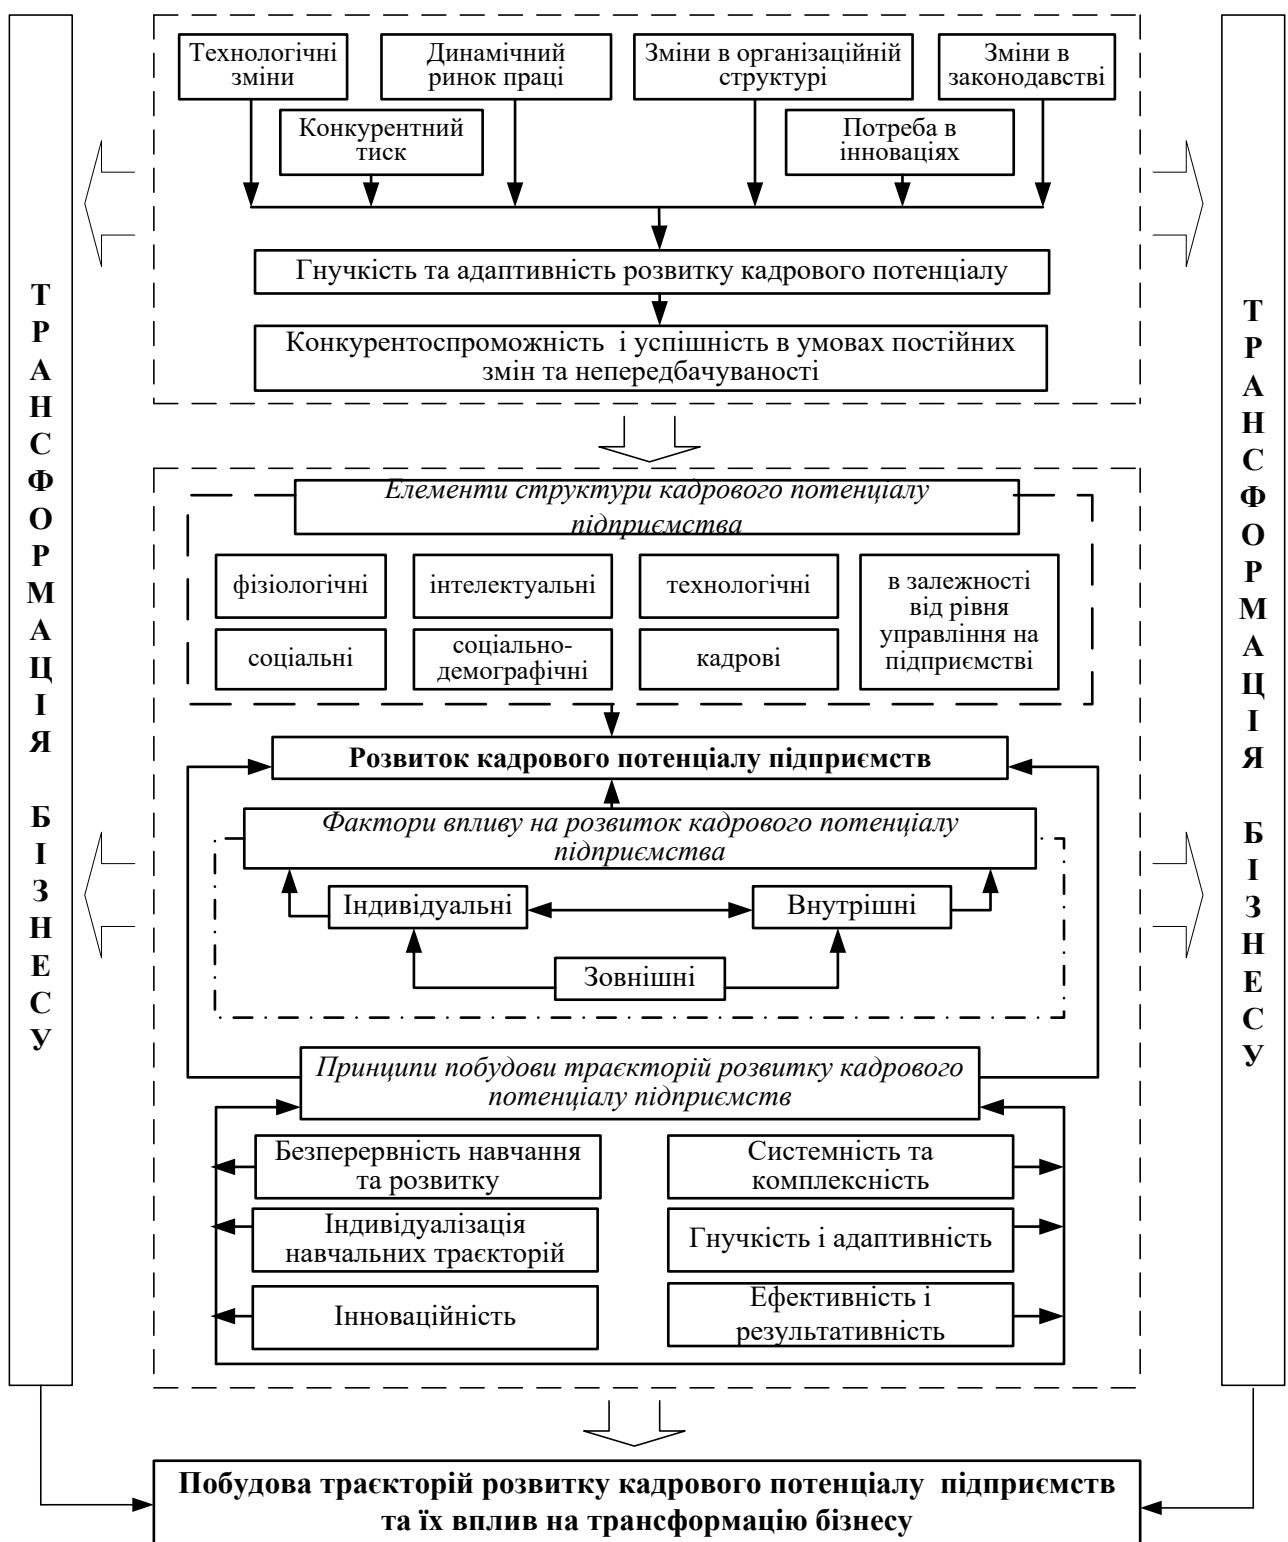 Технологічні
зміни
Динамічний
ринок праці
Зміни в організаційній
структурі
Зміни в
законодавстві
Конкурентний
тиск
Потреба в
інноваціях
Гнучкість та адаптивність розвитку кадрового потенціалу
Конкурентоспроможність і успішність в умовах постійних
змін та непередбачуваності
ТРАНСФОРМАЦІЯ БІЗНЕСУ
ТРАНСФОРМАЦІЯ БІЗНЕСУ
Елементи структури кадрового потенціалу
підприємства
фізіологічні
інтелектуальні
технологічні
в залежності
від рівня
управління на
підприємстві
соціальні
соціально-
демографічні
кадрові
Розвиток кадрового потенціалу підприємств
Фактори впливу на розвиток кадрового потенціалу
підприємства
Індивідуальні
Внутрішні
Зовнішні
Принципи побудови траєкторій розвитку кадрового
потенціалу підприємств
Безперервність навчання
та розвитку
Системність та
комплексність
Індивідуалізація
навчальних траєкторій
Гнучкість і адаптивність
Інноваційність
Ефективність і
результативність
Побудова траєкторій розвитку кадрового потенціалу підприємств
та їх вплив на трансформацію бізнесу